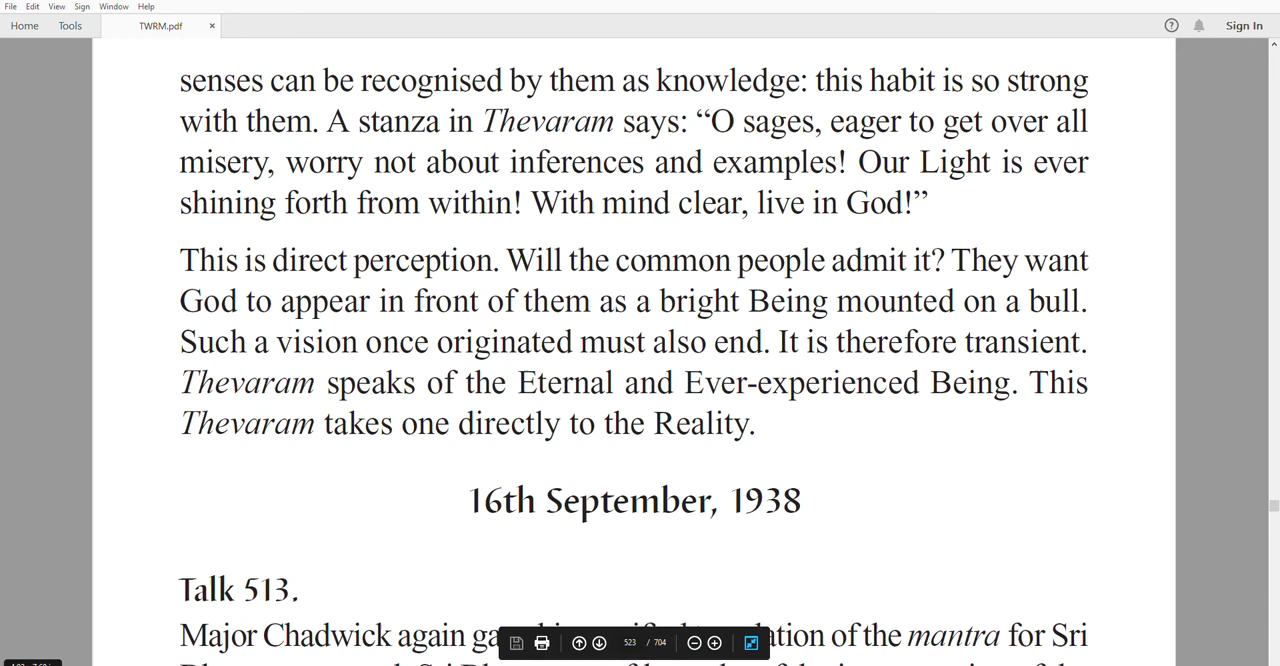 File Edit View Sign Window Help
Home Tools TWRM.pdf × ? Sign In
senses can be recognised by them as knowledge: this habit is so strong
with them. A stanza in Thevaram says: “O sages, eager to get over all
misery, worry not about inferences and examples! Our Light is ever
shining forth from within! With mind clear, live in God!”
This is direct perception. Will the common people admit it? They want
God to appear in front of them as a bright Being mounted on a bull.
Such a vision once originated must also end. It is therefore transient.
Thevaram speaks of the Eternal and Ever-experienced Being. This
Thevaram takes one directly to the Reality.
16th September, 1938
Talk 513.
Major Chadwick again of the mantra for Sri
523 / 704